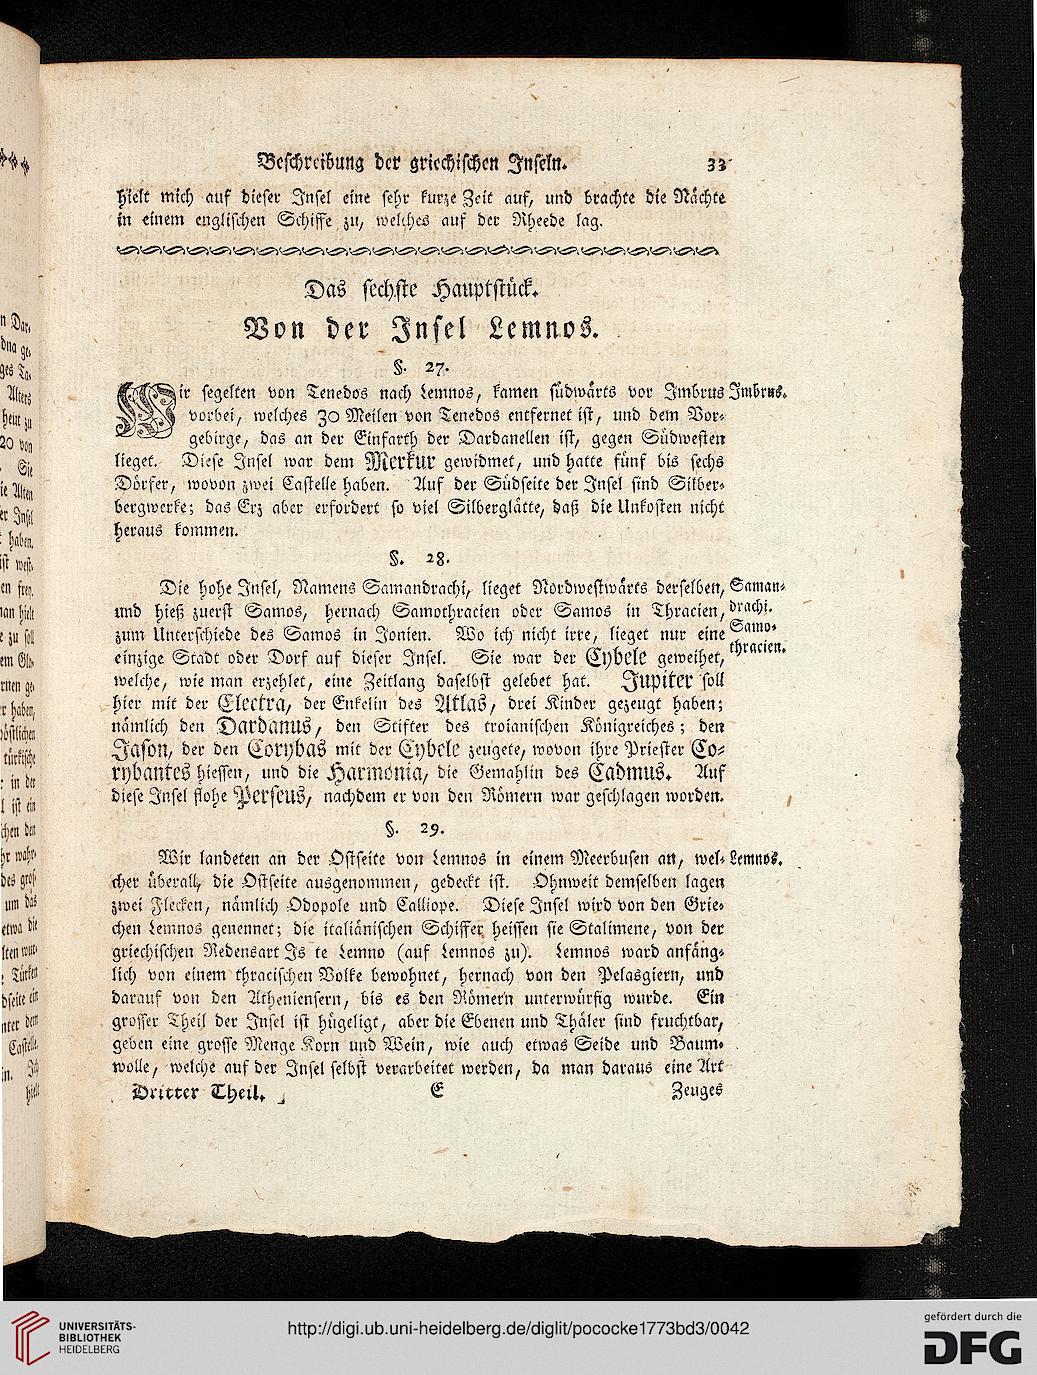 Beschreibung der griechischen Inseln. 33
hielt mich auf dieser Insel eine sehr kurze Zeit auf, und brachte die Nächte
in einem englischen Schiffe zu, welches auf der Rheede lag.
Das sechste Hauptstück.
Von der Insel Lemnos.
§. 27.
Wir segelten von Tenedos nach Lemnos, kamen südwärts vor Imbrus Imbrus.
vorbei, welches 30 Meilen von Tenedos entfernet ist, und dem Vor-
gebirge, das an der Einfarth der Dardanellen ist, gegen Südwesten
lieget. Diese Insel war dem Merkur gewidmet, und hatte fünf bis sechs
Dörfer, wovon zwei Castelle haben. Auf der Südseite der Insel sind Silber-
bergwerke; das Erz aber erfordert so viel Silberglätte, daß die Unkosten nicht
heraus kommen.
§. 28.
Die hohe Insel, Namens Samandrachi, lieget Nordwestwärts derselben, Saman-
und hieß zuerst Samos, hernach Samothracien oder Samos in Thracien, drachi.
zum Unterschiede des Samos in Jonien. Wo ich nicht irre, lieget nur eine Samo-
einzige Stadt oder Dorf auf dieser Insel. Sie war der Cybele geweihet, thracien.
welche, wie man erzehlet, eine Zeitlang daselbst gelebet hat. Jupiter soll
hier mit der Electra, der Enkelin des Atlas, drei Kinder gezeugt haben;
nämlich den Dardanus, den Stifter des troianischen Königreiches; den
Jason, der den Corybas mit der Cybele zeugete, wovon ihre Priester Co-
rybantes hiessen, und die Harmonia, die Gemahlin des Cadmus. Auf
diese Insel flohe Perseus, nachdem er von den Römern war geschlagen worden.
§. 29.
Wir landeten an der Ostseite von Lemnos in einem Meerbusen an, wel- Lemnos.
cher überall, die Ostseite ausgenommen, gedeckt ist. Ohnweit demselben lagen
zwei Flecken, nämlich Odopole und Calliope. Diese Insel wird von den Grie-
chen Lemnos genennet; die italiänischen Schiffer heissen sie Stalimene, von der
griechischen Redensart Is te Lemno (auf Lemnos zu). Lemnos ward anfäng-
lich von einem thracischen Volke bewohnet, hernach von den Pelasgiern, und
darauf von den Atheniensern, bis es den Römern unterwürfig wurde. Ein
grosser Theil der Insel ist hügeligt, aber die Ebenen und Thäler sind fruchtbar,
geben eine grosse Menge Korn und Wein, wie auch etwas Seide und Baum-
wolle, welche auf der Insel selbst verarbeitet werden, da man daraus eine Art
Dritter Theil. E Zeuges
UNIVERSITÄTS-
BIBLIOTHEK
HEIDELBERG
http://digi.ub.uni-heidelberg.de/diglit/pococke1773bd3/0042
gefördert durch die
DFG